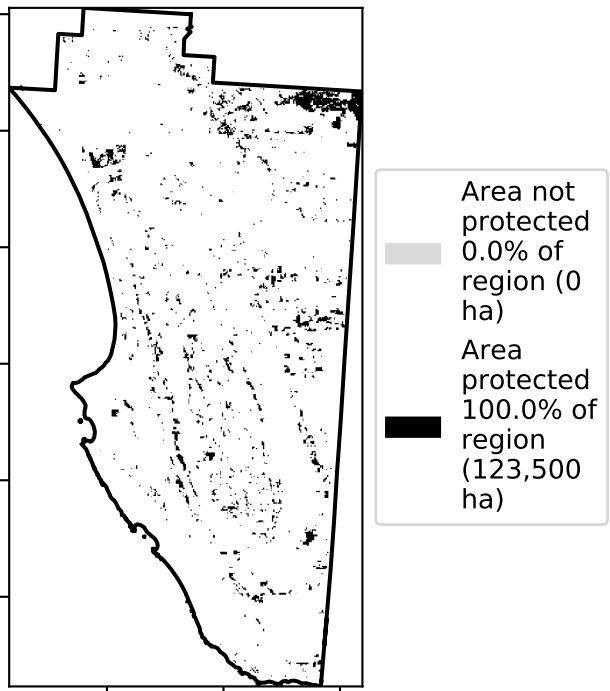 Area not
protected
0.0% of
region (0
ha)
Area
protected
100.0% of
region
(123,500
ha)